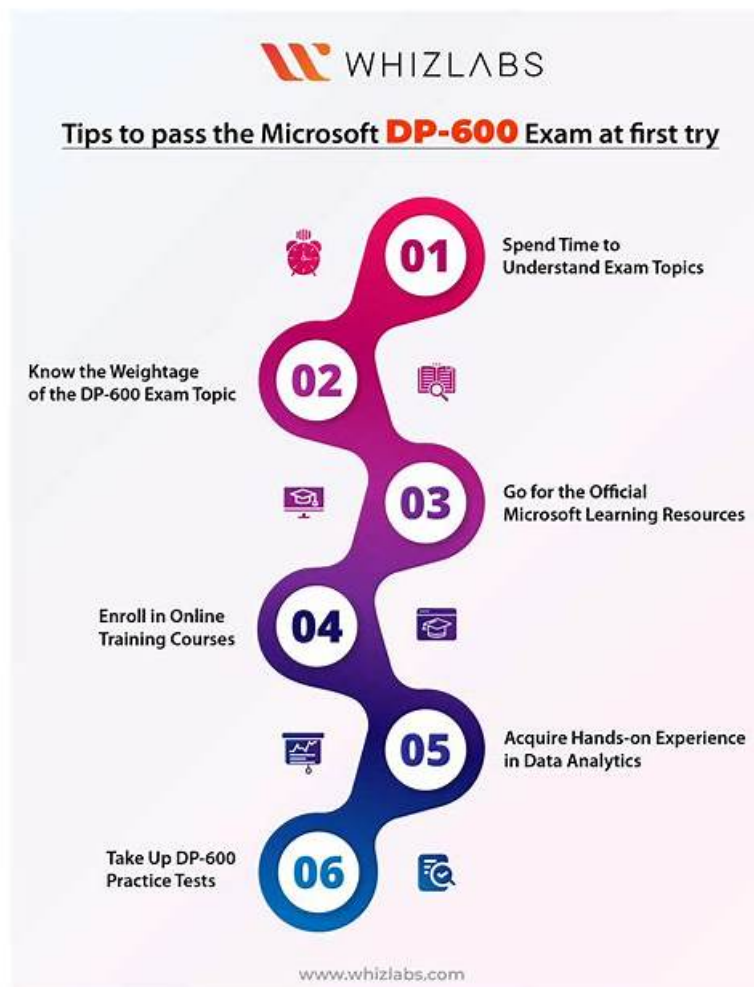 WHIZLABS
Tips to pass the Microsoft DP-600 Exam at first try
01
Spend Time to
Understand Exam Topics
02
Know the Weightage
of the DP-600 Exam Topic
03
Go for the Official
Microsoft Learning Resources
04
Enroll in Online
Training Courses
05
Acquire Hands-on Experience
in Data Analytics
06
Take Up DP-600
Practice Tests
www.whizlabs.com